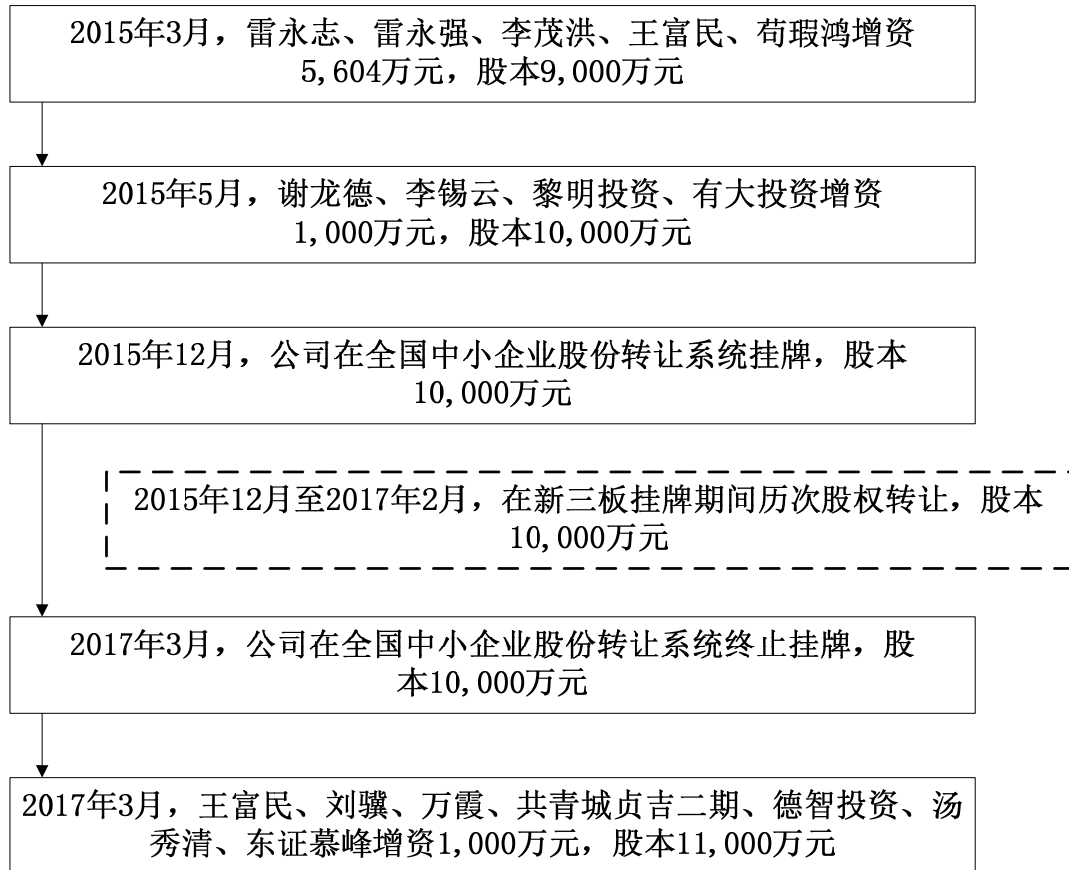 2015年3月，雷永志、雷永强、李茂洪、王富民、苟瑕鸿增资
5,604万元，股本9,000万元
2015年5月，谢龙德、李锡云、黎明投资、有大投资增资
1,000万元，股本10,000万元
2015年12月，公司在全国中小企业股份转让系统挂牌，股本
10,000万元
2015年12月至2017年2月，在新三板挂牌期间历次股权转让，股本
10,000万元
2017年3月，公司在全国中小企业股份转让系统终止挂牌，股
本10,000万元
2017年3月，王富民、刘骥、万霞、共青城贞吉二期、德智投资、汤
秀清、东证慕峰增资1,000万元，股本11,000万元